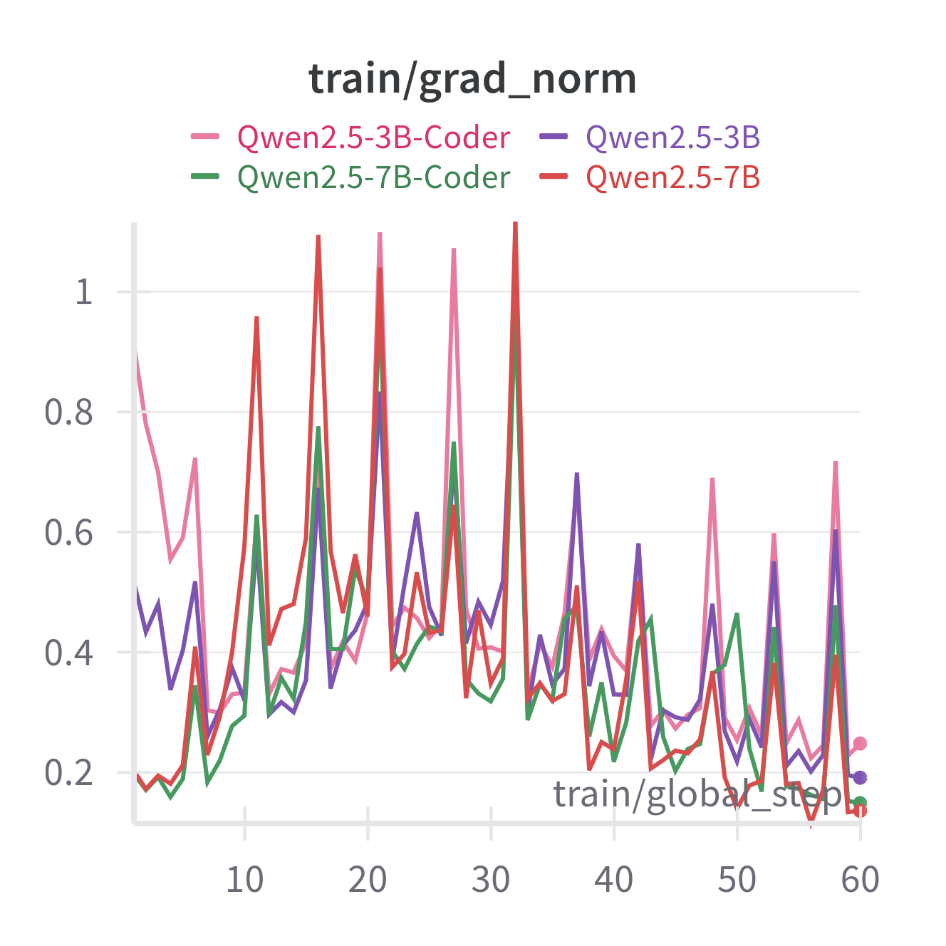 train/grad_norm
Qwen2.5-3B-Coder Qwen2.5-3B
Qwen2.5-7B-Coder Qwen2.5-7B
1
0.8
0.6
0.4
0.2
train/global_step
10 20 30 40 50 60